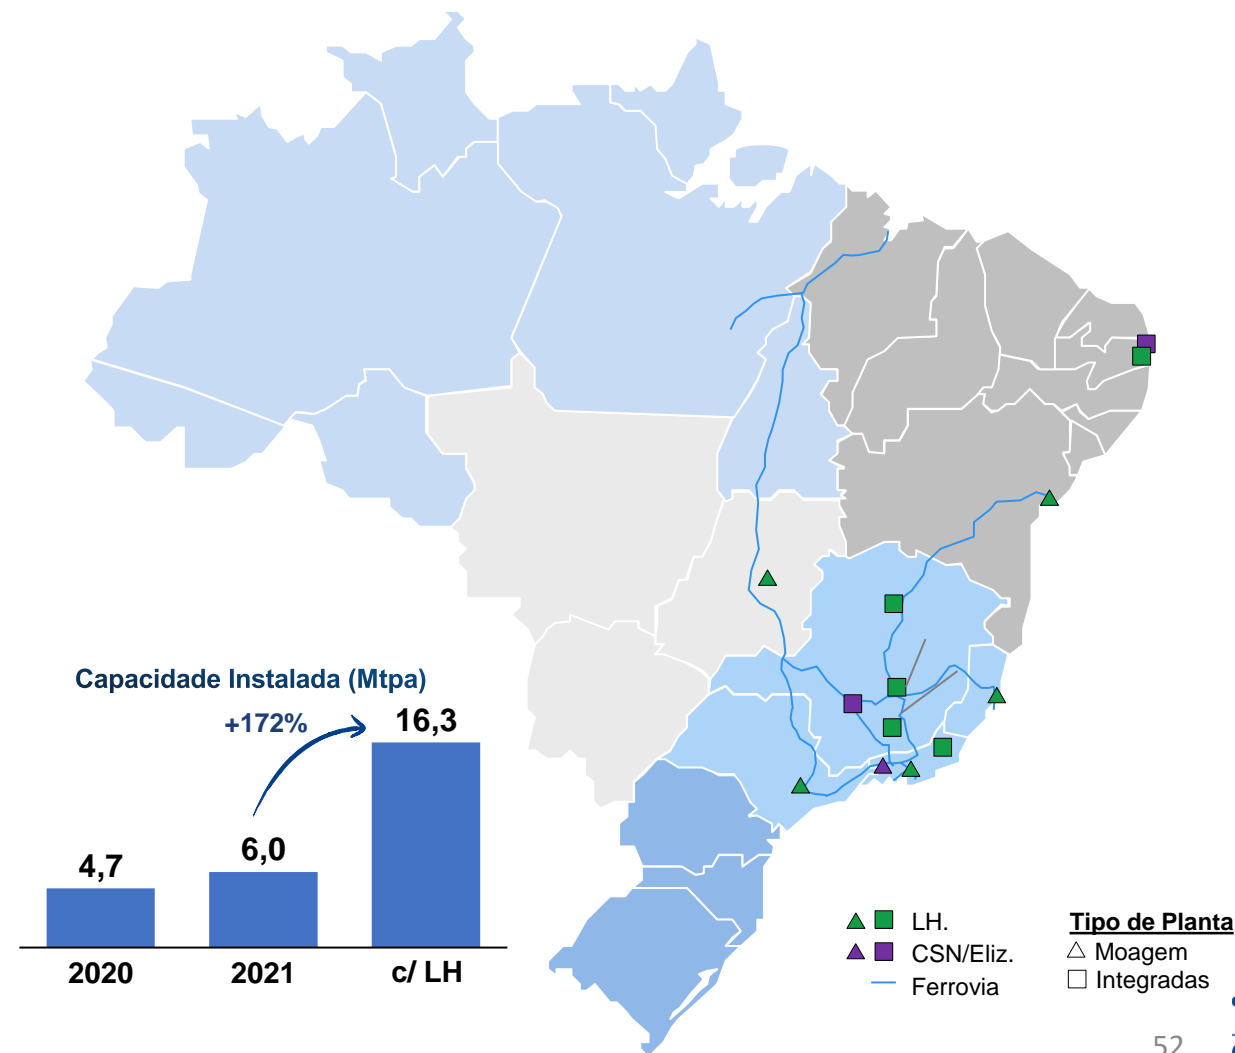 Capacidade Instalada (Mtpa)
+172%
16,3
6,0
4,7
2020
2021
c/ LH
LH.
CSN/Eliz.
Ferrovia
Tipo de Planta
Moagem
Integradas
52